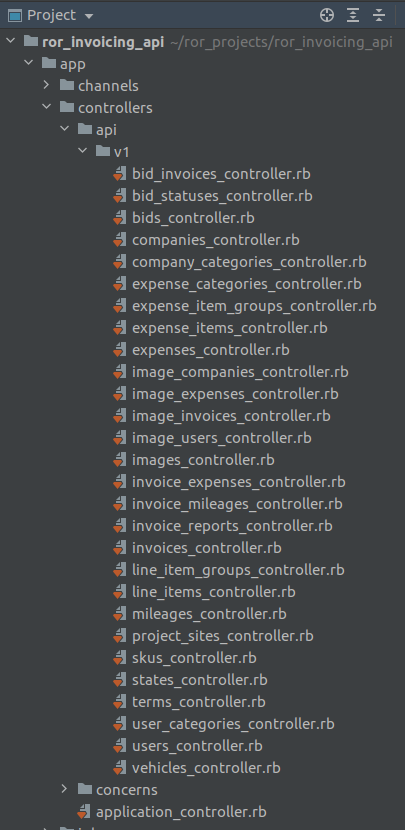 Project
ror_invoicing_api ~/ror_projects/ror_invoicing_api
app
channels
controllers
api
v1
bid_invoices_controller.rb
bid_statuses_controller.rb
bids_controller.rb
companies_controller.rb
company_categories_controller.rb
expense_categories_controller.rb
expense_item_groups_controller.rb
expense_items_controller.rb
expenses_controller.rb
image_companies_controller.rb
image_expenses_controller.rb
image_invoices_controller.rb
image_users_controller.rb
images_controller.rb
invoice_expenses_controller.rb
invoice_mileages_controller.rb
invoice_reports_controller.rb
invoices_controller.rb
line_item_groups_controller.rb
line_items_controller.rb
mileages_controller.rb
project_sites_controller.rb
skus_controller.rb
states_controller.rb
terms_controller.rb
user_categories_controller.rb
users_controller.rb
vehicles_controller.rb
concerns
application_controller.rb